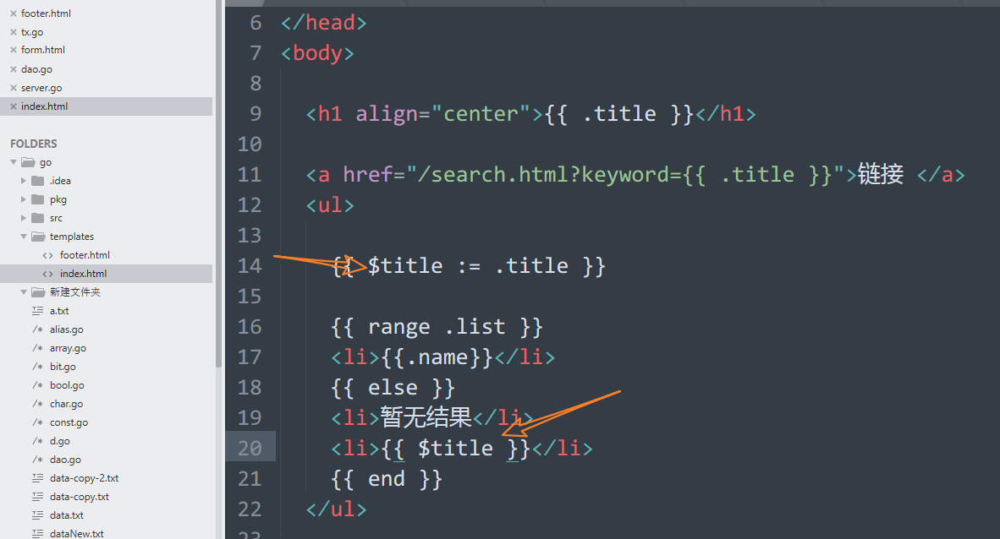 footer.html
tx.go
form.html
dao.go
server.go
index.html
FOLDERS
go
.idea
pkg
src
templates
<> footer.html
<> index.html
新建文件夹
a.txt
/* alias.go
/* array.go
/* bit.go
/* bool.go
/* char.go
/* const.go
/* d.go
/* dao.go
data-copy-2.txt
data-copy.txt
data.txt
dataNew.txt
6 </head>
7 <body>
8
9 <h1 align="center">{{ .title }}</h1>
10
11 <a href="/search.html?keyword={{ .title }}">链接 </a>
12 <ul>
13
14 {{ $title := .title }}
15
16 {{ range .list }}
17 <li>{{.name}}</li>
18 {{ else }}
19 <li>暂无结果</li>
20 <li>{{ $title }}</li>
21 {{ end }}
22 </ul>
23